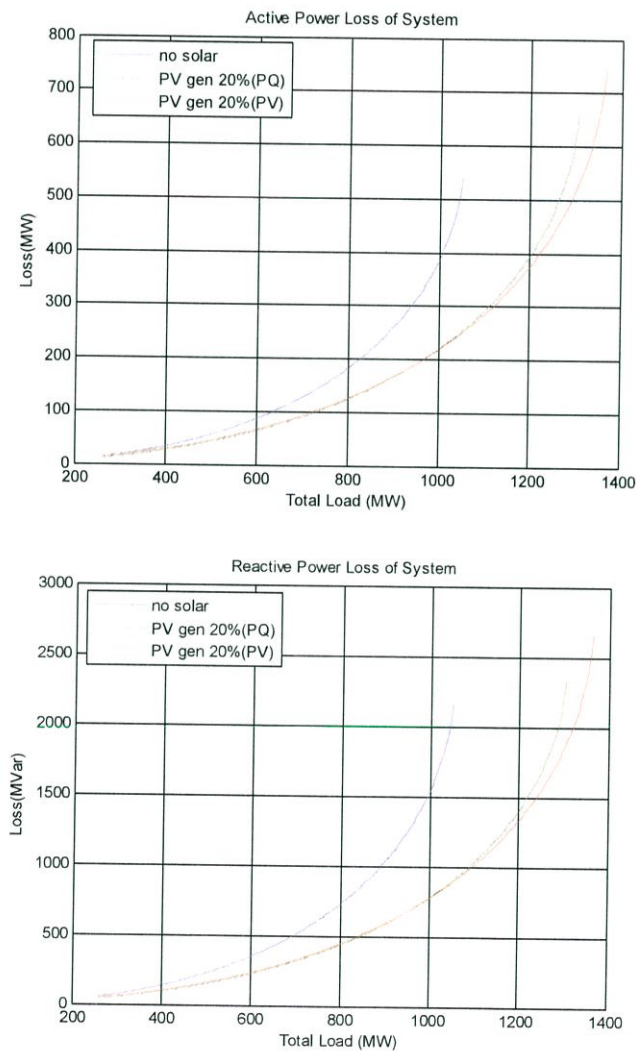 Active Power Loss of System
800
700
600
500
400
300
200
100
0
Loss(MW)
no solar
PV gen 20%(PQ)
PV gen 20%(PV)
200 400 600 800 1000 1200 1400
Total Load (MW)
Reactive Power Loss of System
3000
2500
2000
1500
1000
500
0
Loss(MVar)
no solar
PV gen 20%(PQ)
PV gen 20%(PV)
200 400 600 800 1000 1200 1400
Total Load (MW)